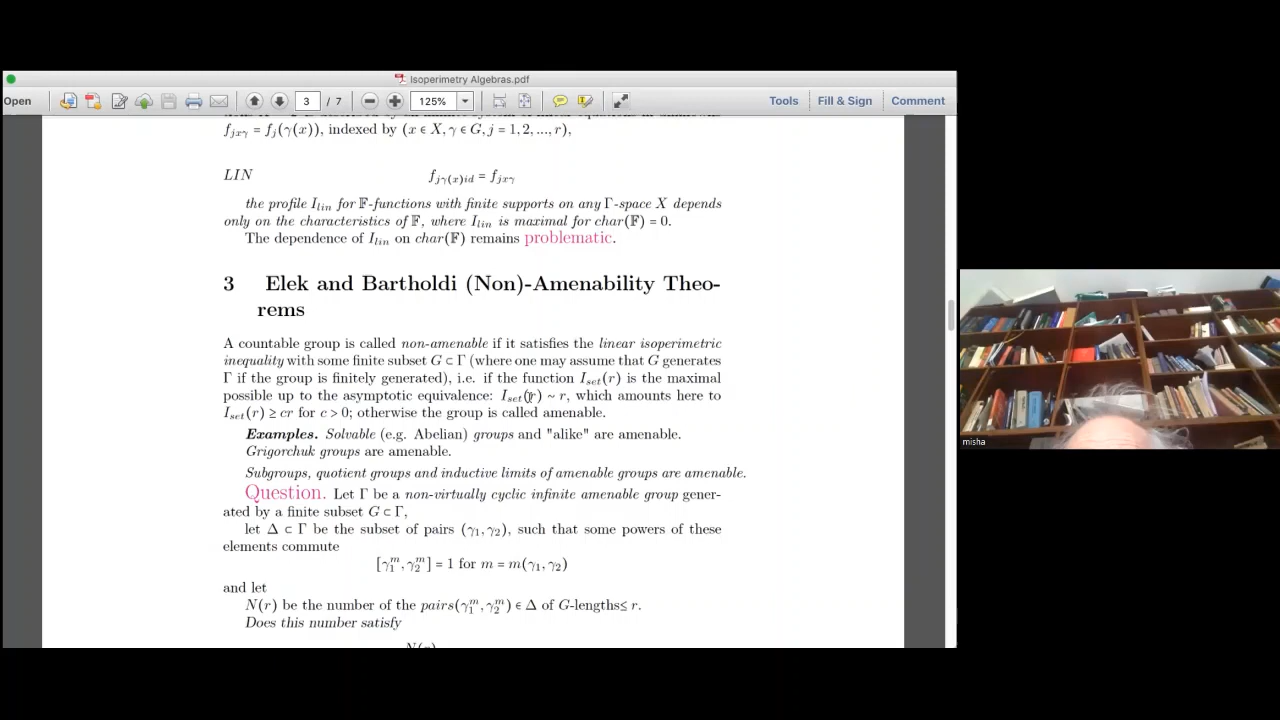 Isoperimetry Algebras.pdf
Open 3 / 7 125% Tools Fill & Sign Comment
f_{jxγ} = f_j(γ(x)), indexed by (x ∈ X, γ ∈ G, j = 1, 2, ..., r),
LIN f_{jγ(x)id} = f_{jxγ}
the profile I_{lin} for 𝔽-functions with finite supports on any Γ-space X depends
only on the characteristics of 𝔽, where I_{lin} is maximal for char(𝔽) = 0.
The dependence of I_{lin} on char(𝔽) remains problematic.
3 Elek and Bartholdi (Non)-Amenability Theo-
rems
A countable group is called non-amenable if it satisfies the linear isoperimetric
inequality with some finite subset G ⊂ Γ (where one may assume that G generates
Γ if the group is finitely generated), i.e. if the function I_{set}(r) is the maximal
possible up to the asymptotic equivalence: I_{set}(r) ~ r, which amounts here to
I_{set}(r) ≥ cr for c > 0; otherwise the group is called amenable.
Examples. Solvable (e.g. Abelian) groups and "alike" are amenable.
Grigorchuk groups are amenable.
Subgroups, quotient groups and inductive limits of amenable groups are amenable.
Question. Let Γ be a non-virtually cyclic infinite amenable group gener-
ated by a finite subset G ⊂ Γ,
let Δ ⊂ Γ be the subset of pairs (γ₁, γ₂), such that some powers of these
elements commute
[γ₁^m, γ₂^m] = 1 for m = m(γ₁, γ₂)
and let
N(r) be the number of the pairs(γ₁^m, γ₂^m) ∈ Δ of G-lengths≤ r.
Does this number satisfy
N(r)
misha